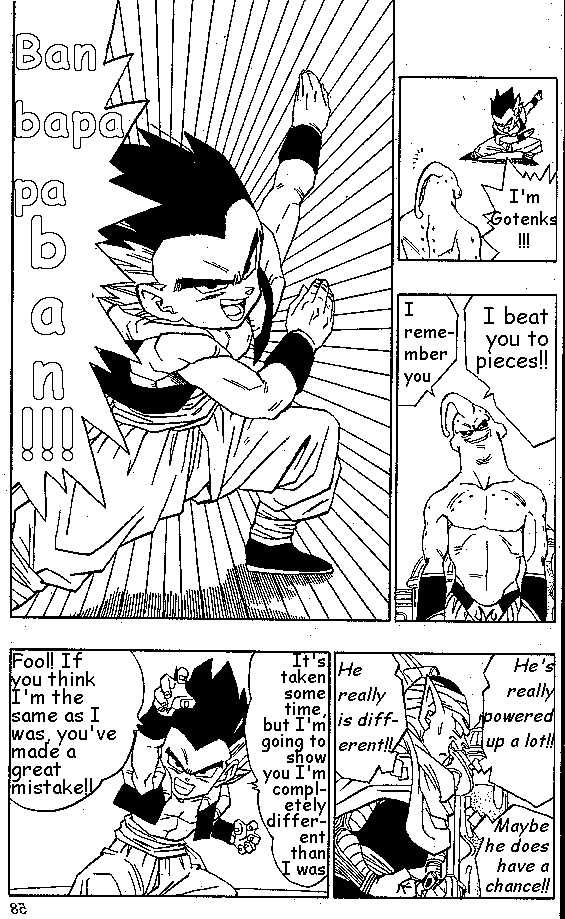 I'm
Gotenks
!!!
I beat
you to
pieces!!
I
reme-
mber
you
Ban
bapa
pa
b
a
n
!!!
He's
really
powered
up a lot!!
Maybe
he does
have a
chance!!
He
really
is diff-
erent!!
It's
taken
some
time,
but I'm
going to
show
you I'm
compl-
etely
differ-
ent
than
I was
Fool!! If
you think
I'm the
same as I
was, you've
made a
great
mistake!!